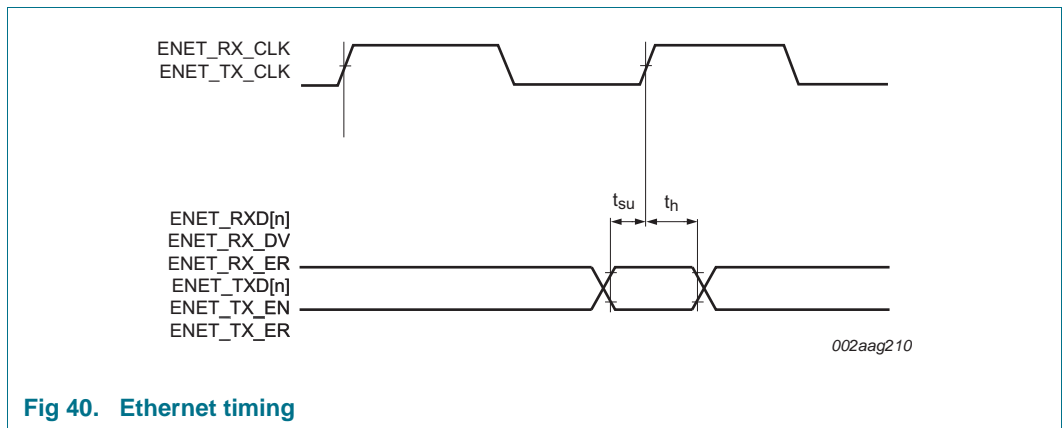 ENET_RX_CLK
ENET_TX_CLK
tsu th
ENET_RXD[n]
ENET_RX_DV
ENET_RX_ER
ENET_TXD[n]
ENET_TX_EN
ENET_TX_ER
002aag210
Fig 40. Ethernet timing